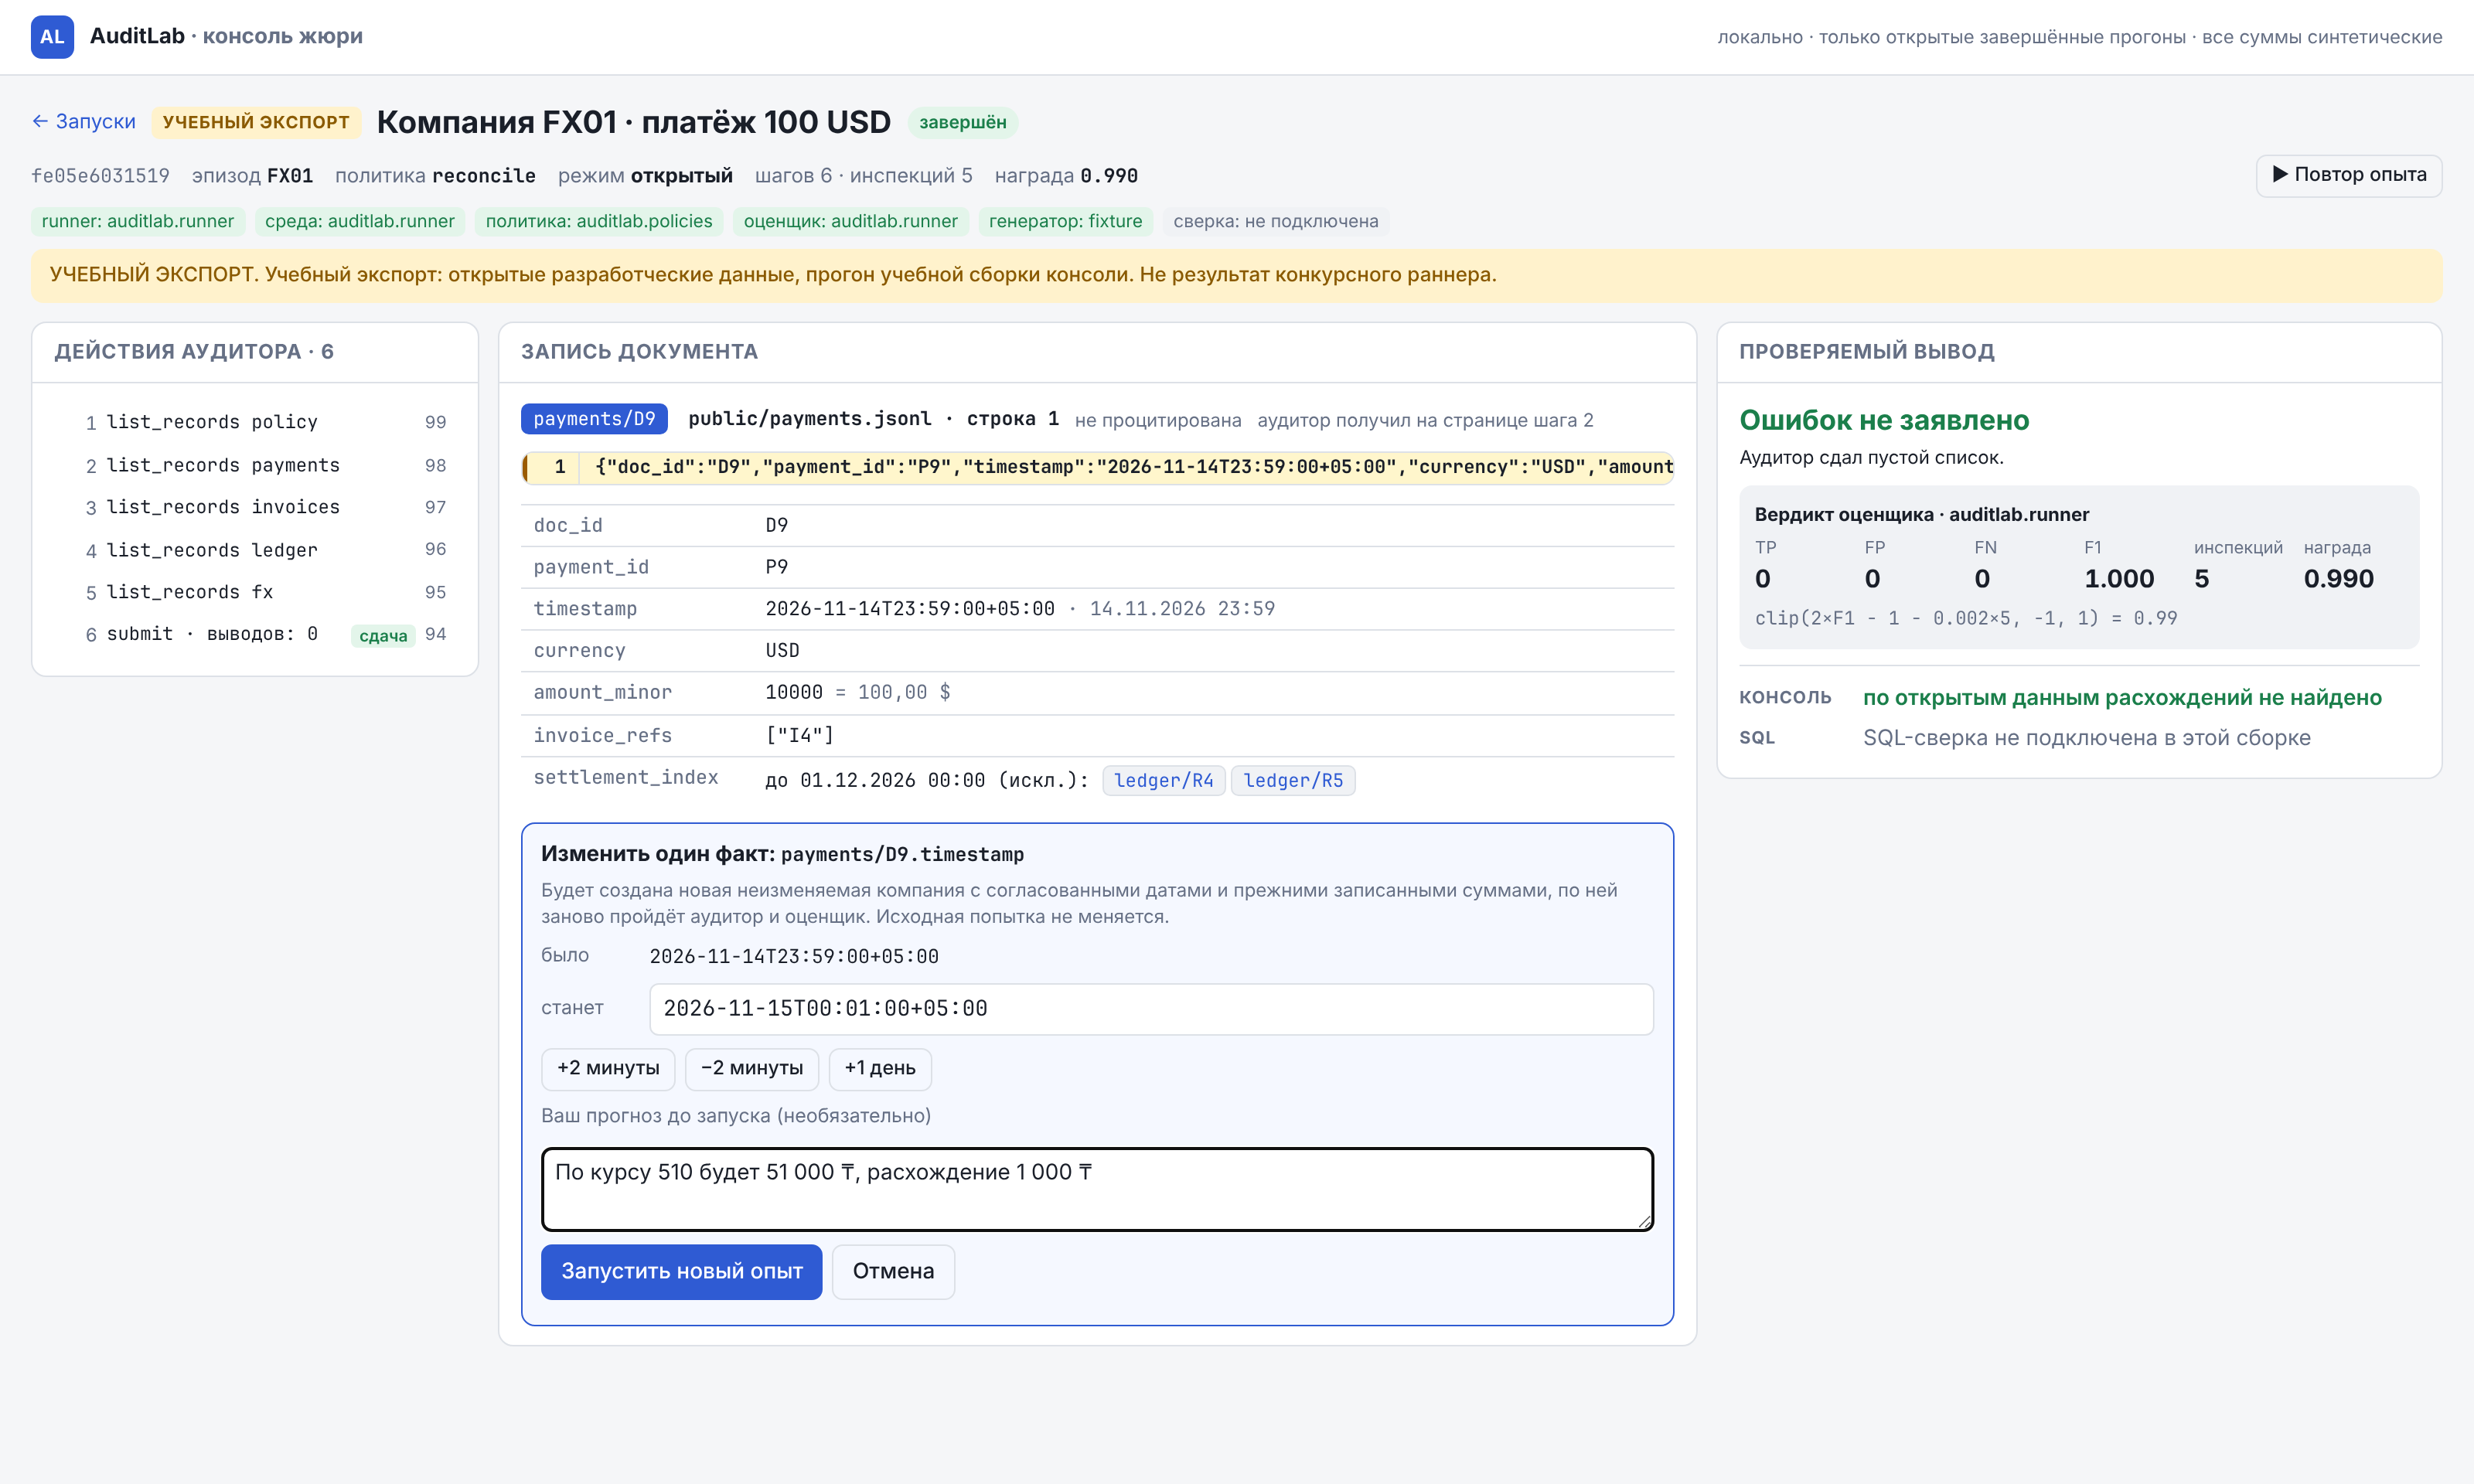 AL AuditLab · консоль жюри
локально · только открытые завершённые прогоны · все суммы синтетические
← Запуски УЧЕБНЫЙ ЭКСПОРТ Компания FX01 · платёж 100 USD завершён
fe05e6031519 эпизод FX01 политика reconcile режим открытый шагов 6 · инспекций 5 награда 0.990
▶ Повтор опыта
runner: auditlab.runner среда: auditlab.runner политика: auditlab.policies оценщик: auditlab.runner генератор: fixture сверка: не подключена
УЧЕБНЫЙ ЭКСПОРТ. Учебный экспорт: открытые разработческие данные, прогон учебной сборки консоли. Не результат конкурсного раннера.
ДЕЙСТВИЯ АУДИТОРА · 6
1 list_records policy 99
2 list_records payments 98
3 list_records invoices 97
4 list_records ledger 96
5 list_records fx 95
6 submit · выводов: 0 сдача 94
ЗАПИСЬ ДОКУМЕНТА
payments/D9 public/payments.jsonl · строка 1 не процитирована аудитор получил на странице шага 2
1 {"doc_id":"D9","payment_id":"P9","timestamp":"2026-11-14T23:59:00+05:00","currency":"USD","amount
doc_id D9
payment_id P9
timestamp 2026-11-14T23:59:00+05:00 · 14.11.2026 23:59
currency USD
amount_minor 10000 = 100,00 $
invoice_refs ["I4"]
settlement_index до 01.12.2026 00:00 (искл.): ledger/R4 ledger/R5
Изменить один факт: payments/D9.timestamp
Будет создана новая неизменяемая компания с согласованными датами и прежними записанными суммами, по ней
заново пройдёт аудитор и оценщик. Исходная попытка не меняется.
было 2026-11-14T23:59:00+05:00
станет 2026-11-15T00:01:00+05:00
+2 минуты −2 минуты +1 день
Ваш прогноз до запуска (необязательно)
По курсу 510 будет 51 000 ₸, расхождение 1 000 ₸
Запустить новый опыт Отмена
ПРОВЕРЯЕМЫЙ ВЫВОД
Ошибок не заявлено
Аудитор сдал пустой список.
Вердикт оценщика · auditlab.runner
TP FP FN F1 инспекций награда
0 0 0 1.000 5 0.990
clip(2×F1 - 1 - 0.002×5, -1, 1) = 0.99
КОНСОЛЬ по открытым данным расхождений не найдено
SQL SQL-сверка не подключена в этой сборке